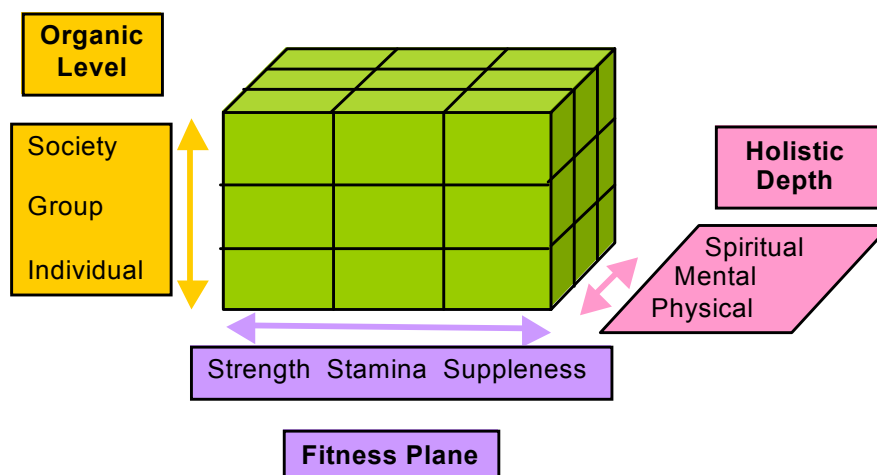 Organic
Level
Society
Group
Individual
Holistic
Depth
Spiritual
Mental
Physical
Strength Stamina Suppleness
Fitness Plane